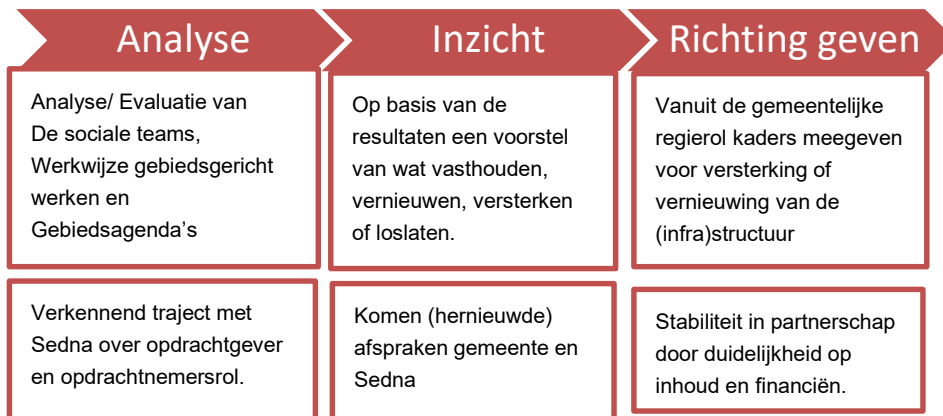 Analyse
Inzicht
Richting geven
Analyse/ Evaluatie van
De sociale teams,
Werkwijze gebiedsgericht
werken en
Gebiedsagenda's
Op basis van de
resultaten een voorstel
van wat vasthouden,
vernieuwen, versterken
of loslaten.
Vanuit de gemeentelijke
regierol kaders meegeven
voor versterking of
vernieuwing van de
(infra)structuur
Verkennend traject met
Sedna over opdrachtgever
en opdrachtnemersrol.
Komen (hernieuwde)
afspraken gemeente en
Sedna
Stabiliteit in partnerschap
door duidelijkheid op
inhoud en financiën.